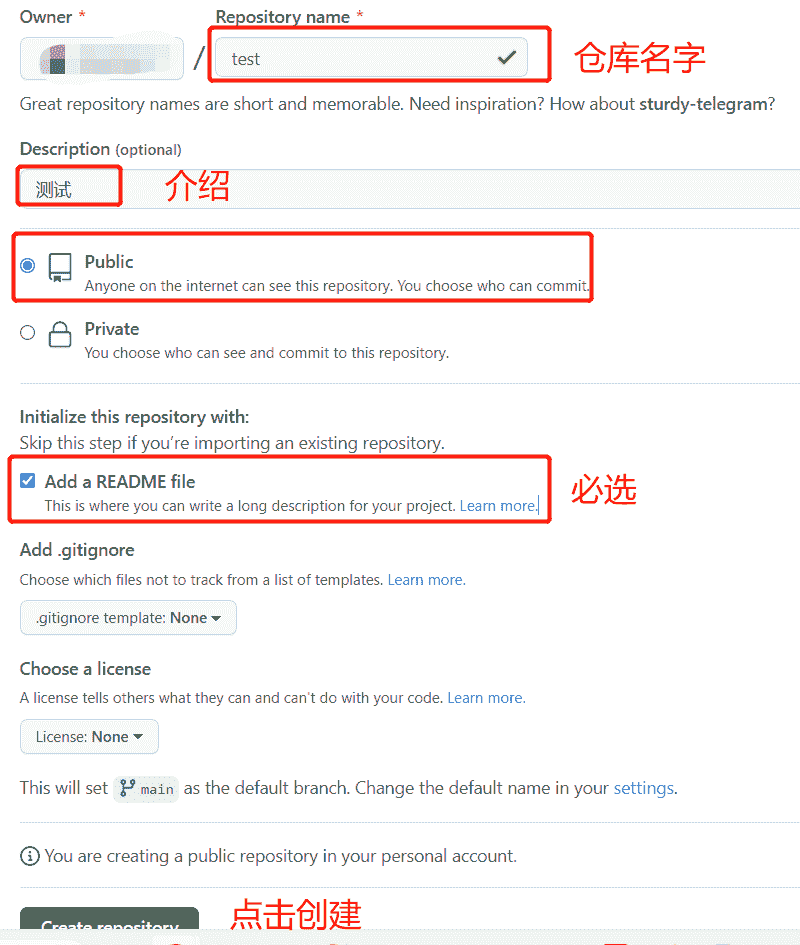 Owner *
Repository name *
/
test
仓库名字
Great repository names are short and memorable. Need inspiration? How about sturdy-telegram?
Description (optional)
测试
介绍
Public
Anyone on the internet can see this repository. You choose who can commit.
Private
You choose who can see and commit to this repository.
Initialize this repository with:
Skip this step if you’re importing an existing repository.
Add a README file
This is where you can write a long description for your project. Learn more.
必选
Add .gitignore
Choose which files not to track from a list of templates. Learn more.
.gitignore template: None
Choose a license
A license tells others what they can and can't do with your code. Learn more.
License: None
This will set main as the default branch. Change the default name in your settings.
You are creating a public repository in your personal account.
Create repository
点击创建